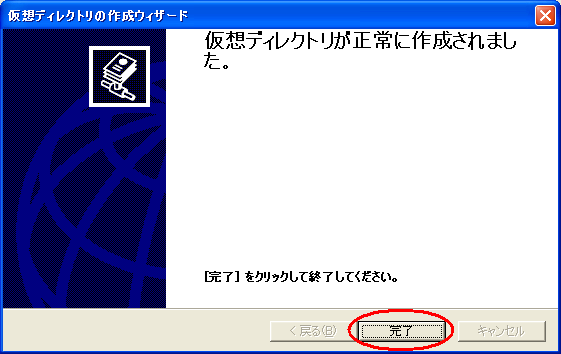 仮想ディレクトリの作成ウィザード
仮想ディレクトリが正常に作成されまし
た。
[完了] をクリックして終了してください。
< 戻る(B)
完了
キャンセル